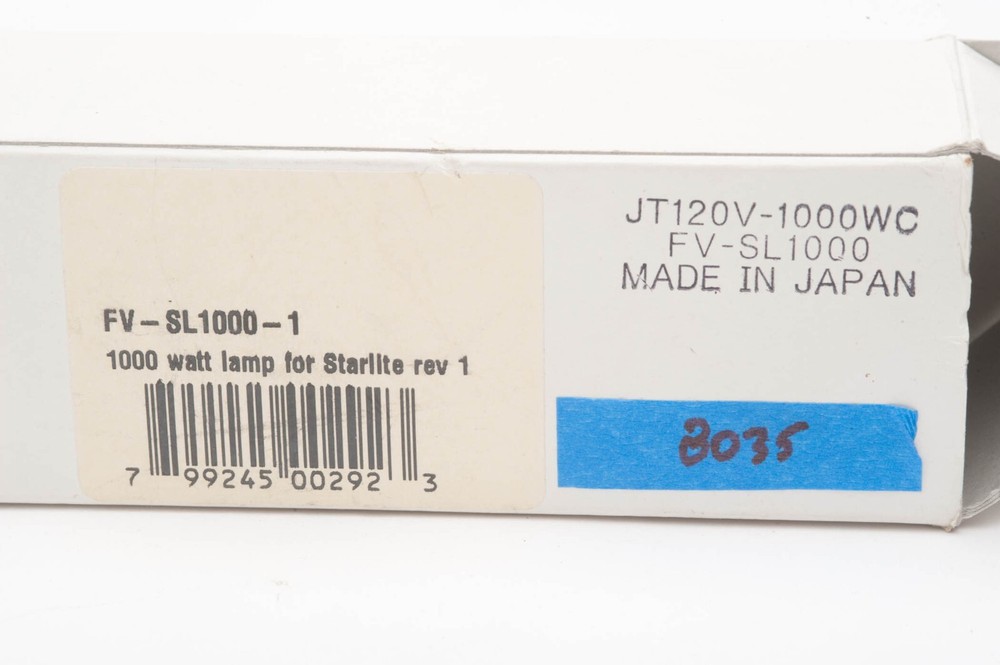 FV-SL1000-1
1000 watt lamp for Starlite rev 1
7 99245 00292 3
JT120V-1000WC
FV-SL1000
MADE IN JAPAN
8035